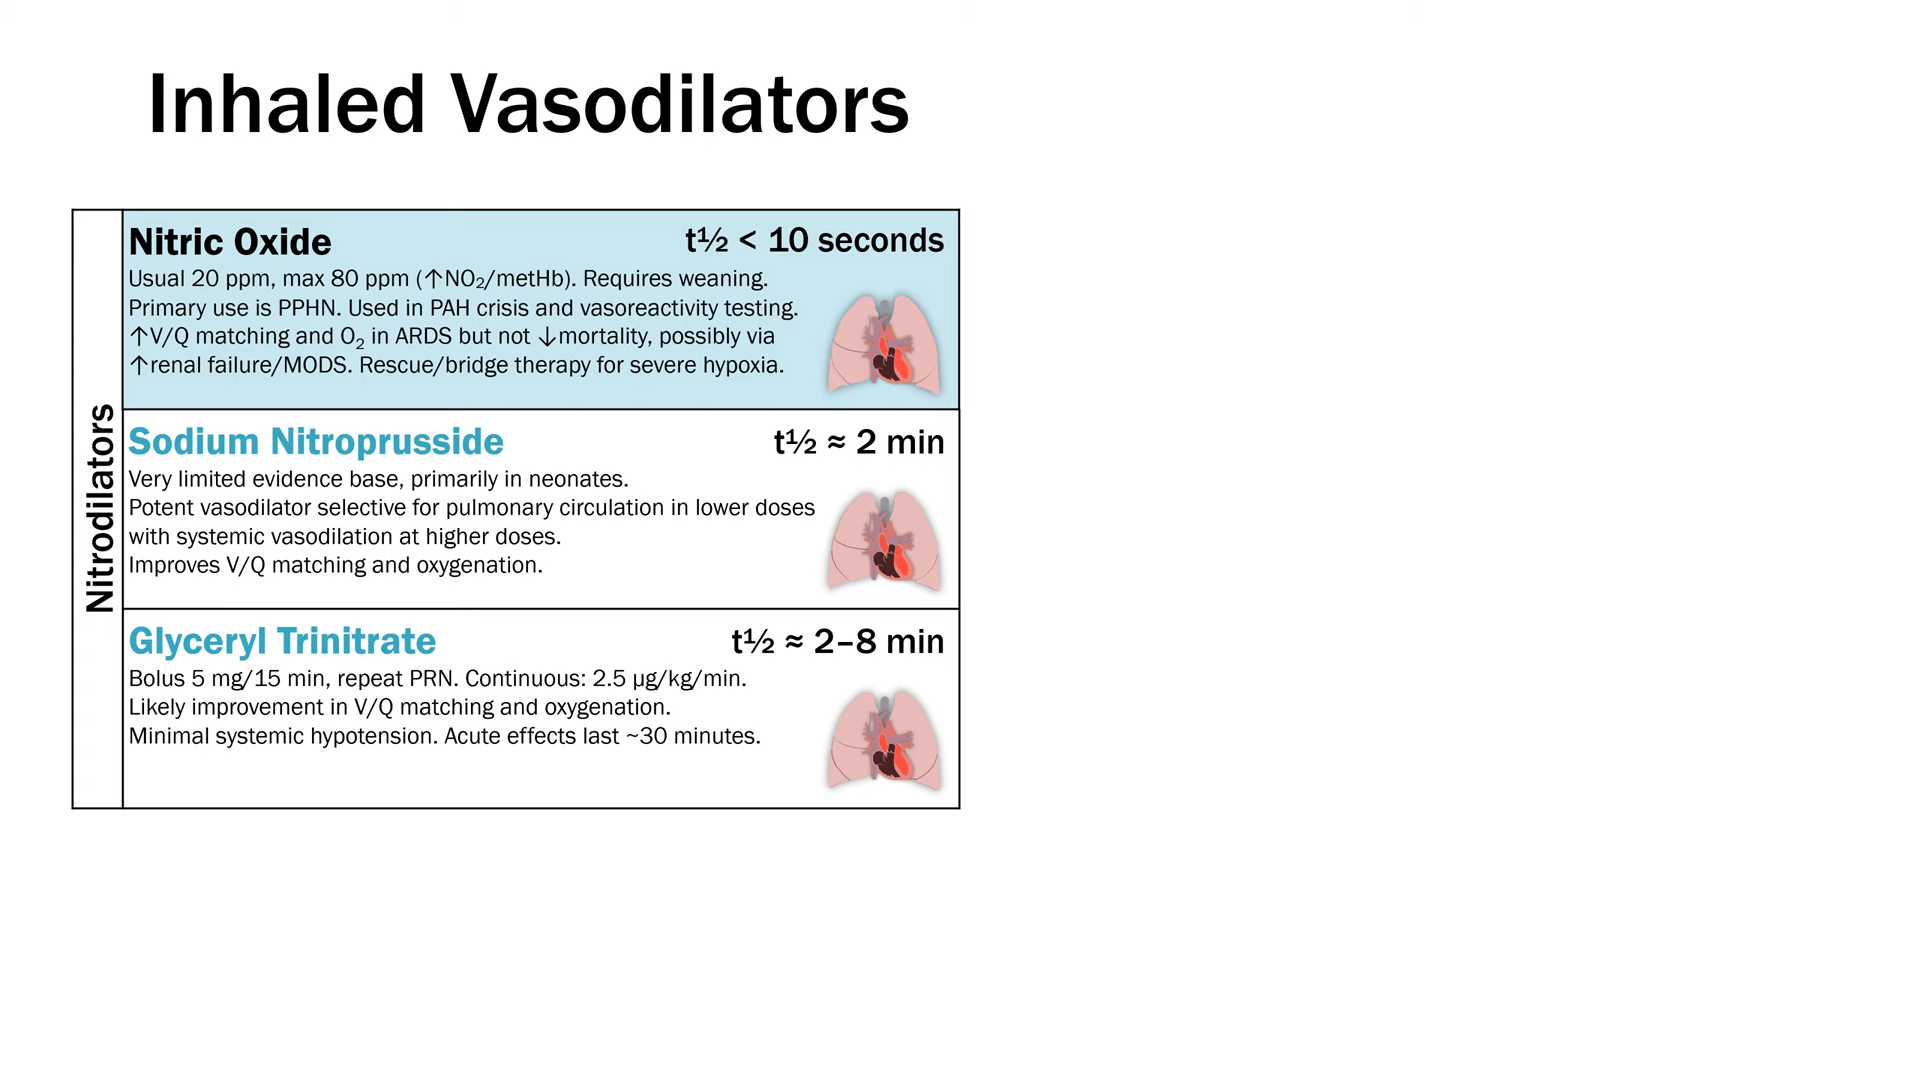 Inhaled Vasodilators
Nitrodilators
Nitric Oxide
t½ < 10 seconds
Usual 20 ppm, max 80 ppm (↑NO₂/metHb). Requires weaning.
Primary use is PPHN. Used in PAH crisis and vasoreactivity testing.
↑V/Q matching and O₂ in ARDS but not ↓mortality, possibly via
↑renal failure/MODS. Rescue/bridge therapy for severe hypoxia.
Sodium Nitroprusside
t½ ≈ 2 min
Very limited evidence base, primarily in neonates.
Potent vasodilator selective for pulmonary circulation in lower doses
with systemic vasodilation at higher doses.
Improves V/Q matching and oxygenation.
Glyceryl Trinitrate
t½ ≈ 2–8 min
Bolus 5 mg/15 min, repeat PRN. Continuous: 2.5 µg/kg/min.
Likely improvement in V/Q matching and oxygenation.
Minimal systemic hypotension. Acute effects last ~30 minutes.